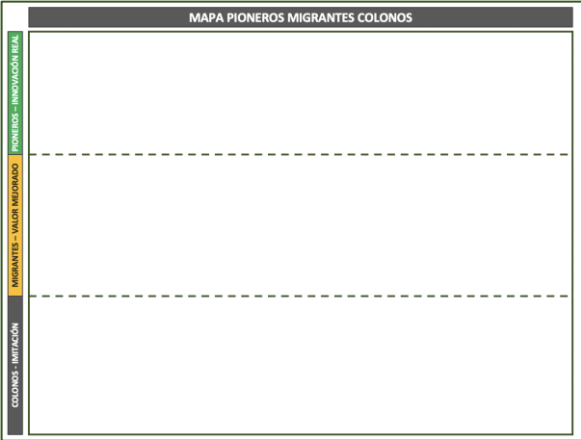 MAPA PIONEROS MIGRANTES COLONOS
PIONEROS – INNOVACIÓN REAL
MIGRANTES – VALOR MEJORADO
COLONOS - IMITACIÓN